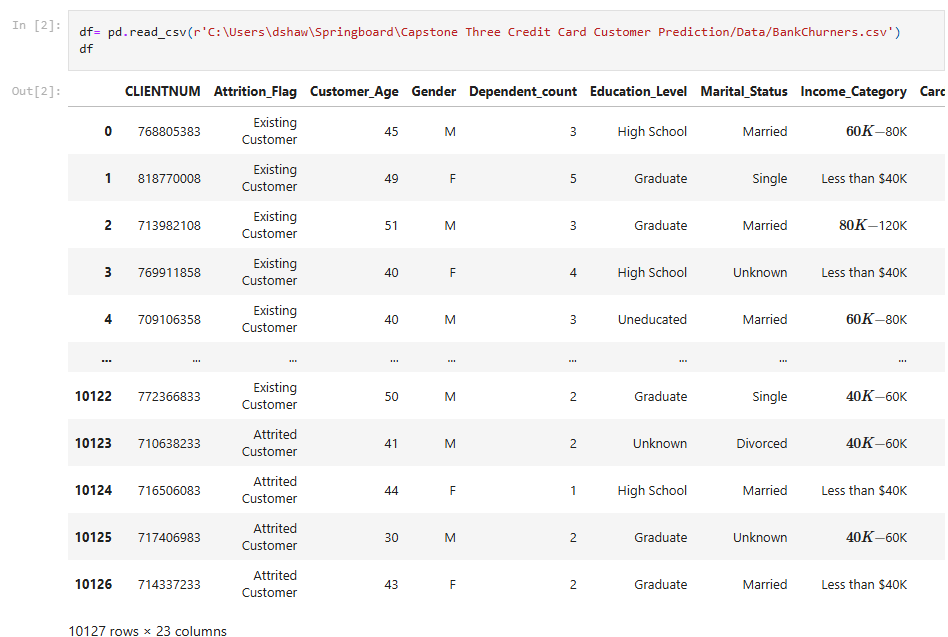 In [2]:
df= pd.read_csv(r'C:\Users\dshaw\Springboard\Capstone Three Credit Card Customer Prediction/Data/BankChurners.csv')
df
Out[2]:
CLIENTNUM Attrition_Flag Customer_Age Gender Dependent_count Education_Level Marital_Status Income_Category Card
0 768805383 Existing Customer 45 M 3 High School Married 60K−80K
1 818770008 Existing Customer 49 F 5 Graduate Single Less than $40K
2 713982108 Existing Customer 51 M 3 Graduate Married 80K−120K
3 769911858 Existing Customer 40 F 4 High School Unknown Less than $40K
4 709106358 Existing Customer 40 M 3 Uneducated Married 60K−80K
... ... ... ... ... ... ... ... ...
10122 772366833 Existing Customer 50 M 2 Graduate Single 40K−60K
10123 710638233 Attrited Customer 41 M 2 Unknown Divorced 40K−60K
10124 716506083 Attrited Customer 44 F 1 High School Married Less than $40K
10125 717406983 Attrited Customer 30 M 2 Graduate Unknown 40K−60K
10126 714337233 Attrited Customer 43 F 2 Graduate Married Less than $40K
10127 rows × 23 columns